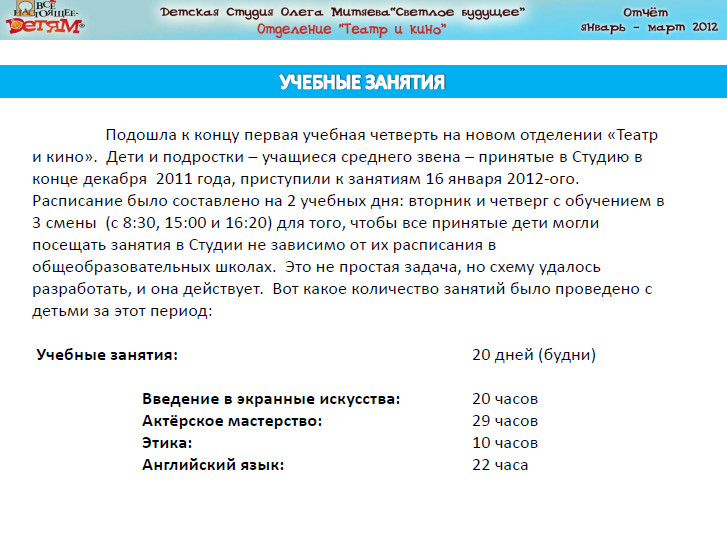 ВСЁ
НАСТОЯЩЕЕ-
ДЕТЯМ®
Детская Студия Олега Митяева"Светлое будущее"
Отделение "Театр и кино"
Отчёт
январь - март 2012
УЧЕБНЫЕ ЗАНЯТИЯ
Подошла к концу первая учебная четверть на новом отделении «Театр
и кино».  Дети и подростки – учащиеся среднего звена – принятые в Студию в
конце декабря  2011 года, приступили к занятиям 16 января 2012-ого.
Расписание было составлено на 2 учебных дня: вторник и четверг с обучением в
3 смены  (с 8:30, 15:00 и 16:20) для того, чтобы все принятые дети могли
посещать занятия в Студии не зависимо от их расписания в
общеобразовательных школах.  Это не простая задача, но схему удалось
разработать, и она действует.  Вот какое количество занятий было проведено с
детьми за этот период:
Учебные занятия: 20 дней (будни)
Введение в экранные искусства: 20 часов
Актёрское мастерство: 29 часов
Этика: 10 часов
Английский язык: 22 часа